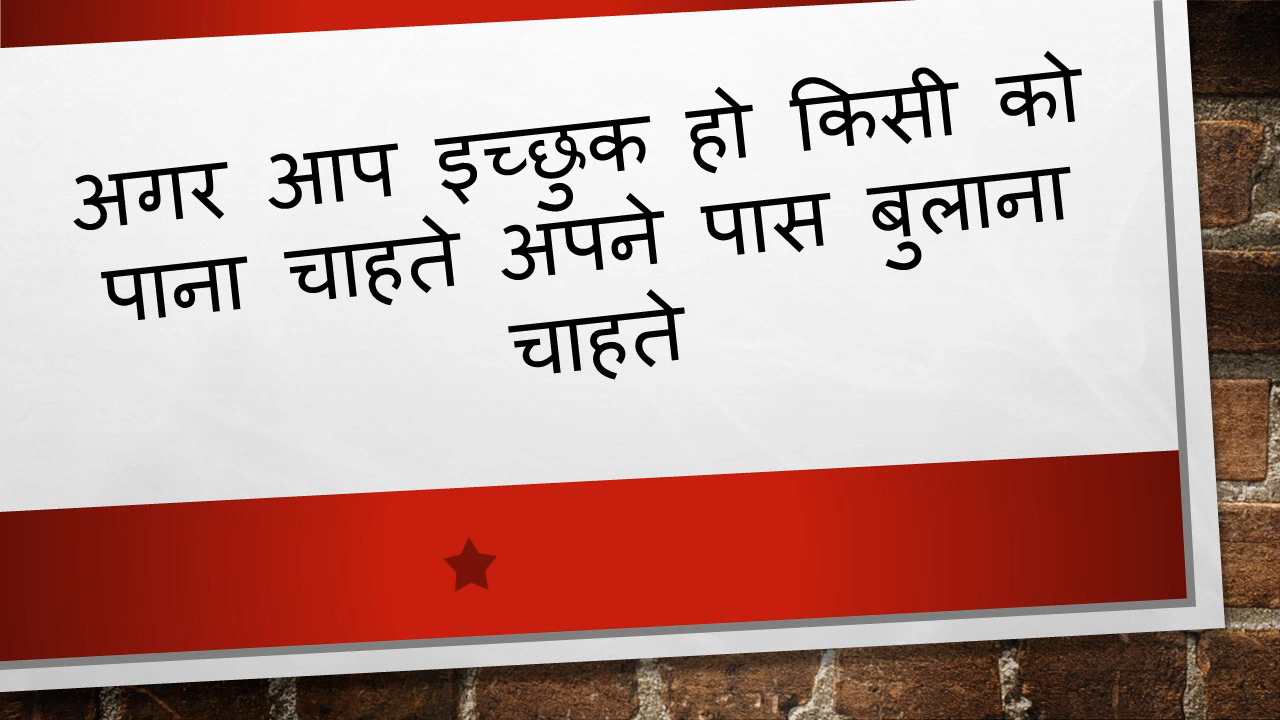 अगर आप इच्छुक हो किसी को
पाना चाहते अपने पास बुलाना
चाहते